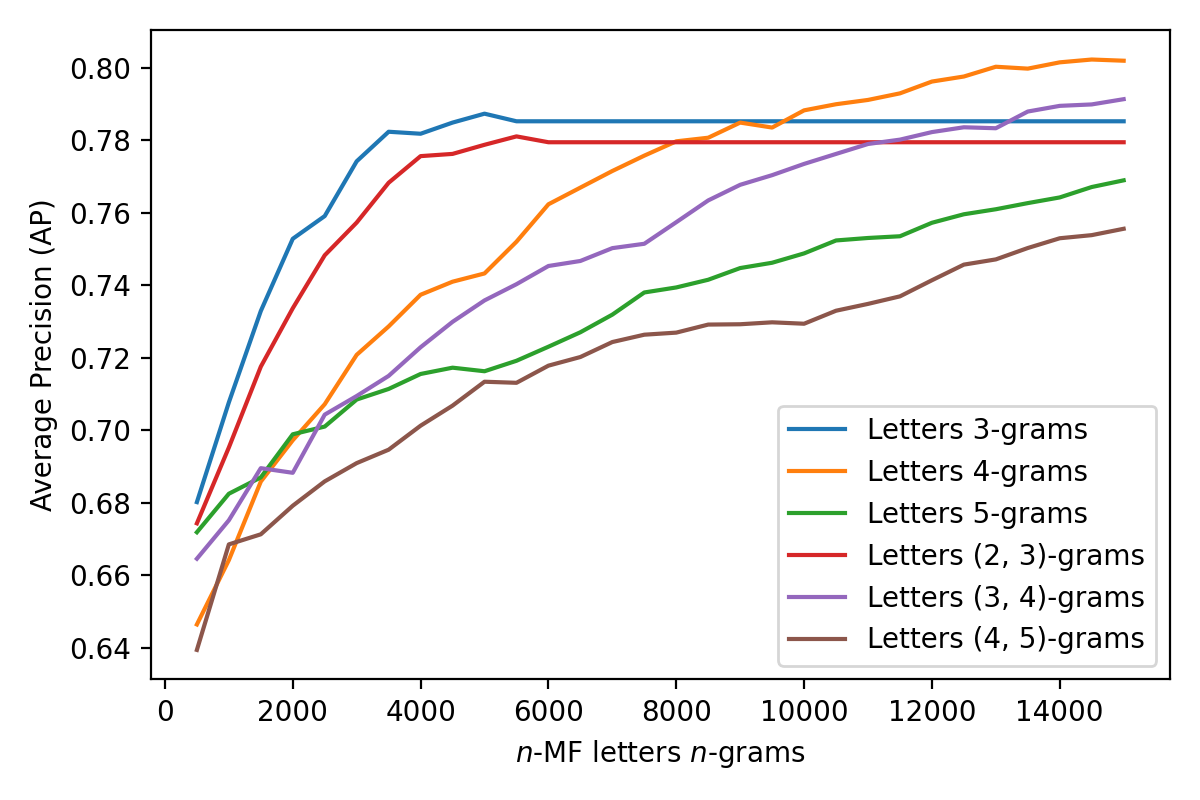 Average Precision (AP)
0.80
0.78
0.76
0.74
0.72
0.70
0.68
0.66
0.64
Letters 3-grams
Letters 4-grams
Letters 5-grams
Letters (2, 3)-grams
Letters (3, 4)-grams
Letters (4, 5)-grams
0 2000 4000 6000 8000 10000 12000 14000
n-MF letters n-grams